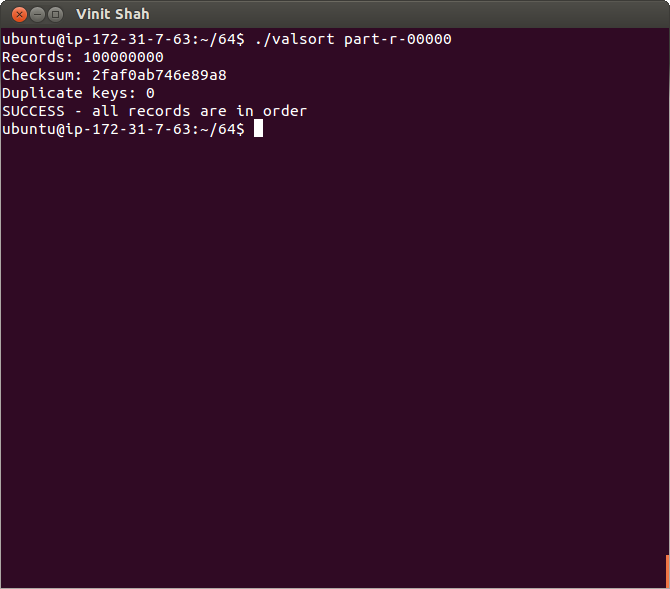 Vinit Shah
ubuntu@ip-172-31-7-63:~/64$ ./valsort part-r-00000
Records: 100000000
Checksum: 2faf0ab746e89a8
Duplicate keys: 0
SUCCESS - all records are in order
ubuntu@ip-172-31-7-63:~/64$